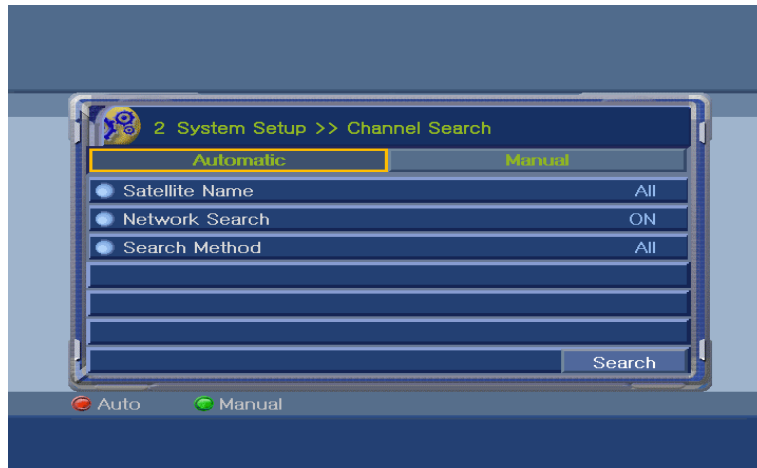 2 System Setup >> Channel Search
Automatic Manual
Satellite Name All
Network Search ON
Search Method All
Search
Auto Manual